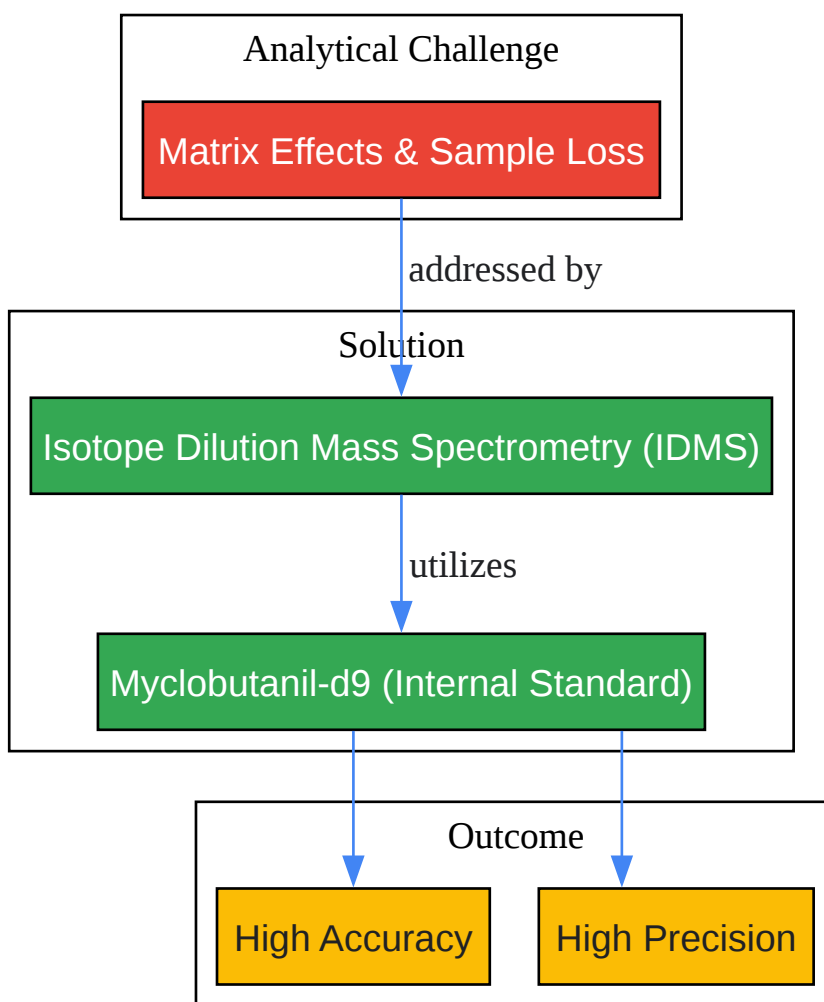 Analytical Challenge
Matrix Effects & Sample Loss
addressed by
Solution
Isotope Dilution Mass Spectrometry (IDMS)
utilizes
Myclobutanil-d9 (Internal Standard)
Outcome
High Accuracy
High Precision